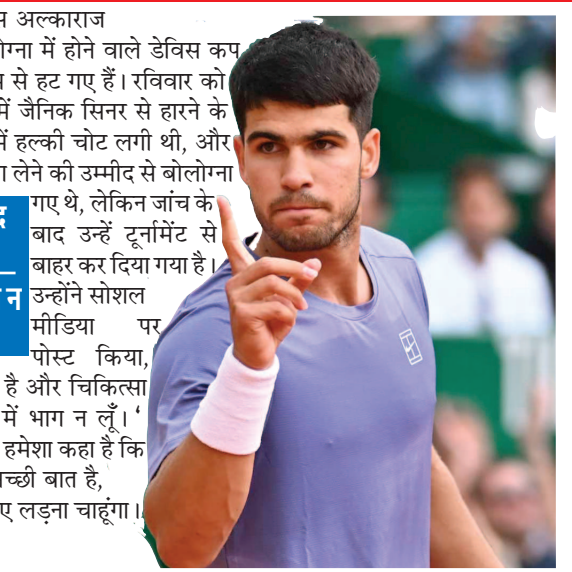 अल्काराज
में होने वाले डेविस कप
से हट गए हैं। रविवार को
में जैनिक सिनर से हारने के
में हल्की चोट लगी थी, और
लेने की उम्मीद से बोलोग्ना
गए थे, लेकिन जांच के
बाद उन्हें टूर्नामेंट से
बाहर कर दिया गया है।
न
उन्होंने सोशल
मीडिया पर
पोस्ट किया,
है और चिकित्सा
में भाग न लूँ। ‘
हमेशा कहा है कि
बात है,
लड़ना चाहूंगा।